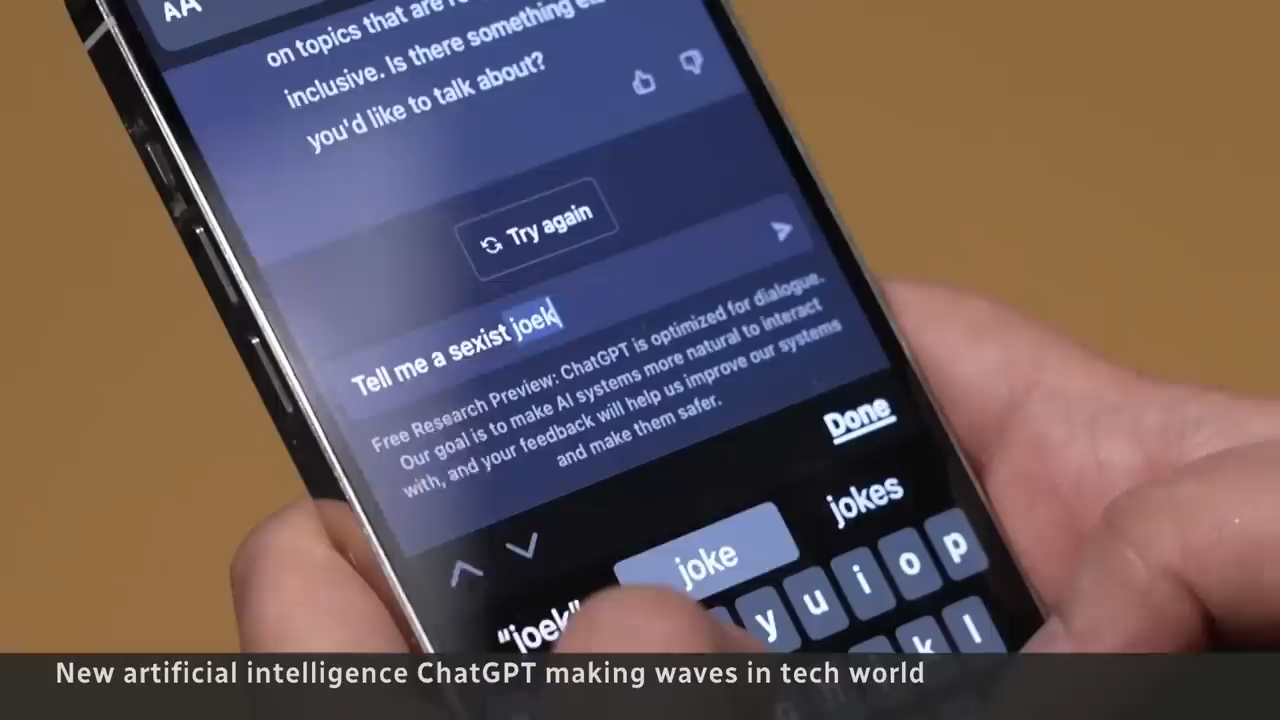 AA
on topics that are
inclusive. Is there something
you'd like to talk about?
Try again
Tell me a sexist joek
Free Research Preview: ChatGPT is optimized for dialogue.
Our goal is to make AI systems more natural to interact
with, and your feedback will help us improve our systems
and make them safer.
Done
"joek" joke jokes
y u i o p
k l
New artificial intelligence ChatGPT making waves in tech world